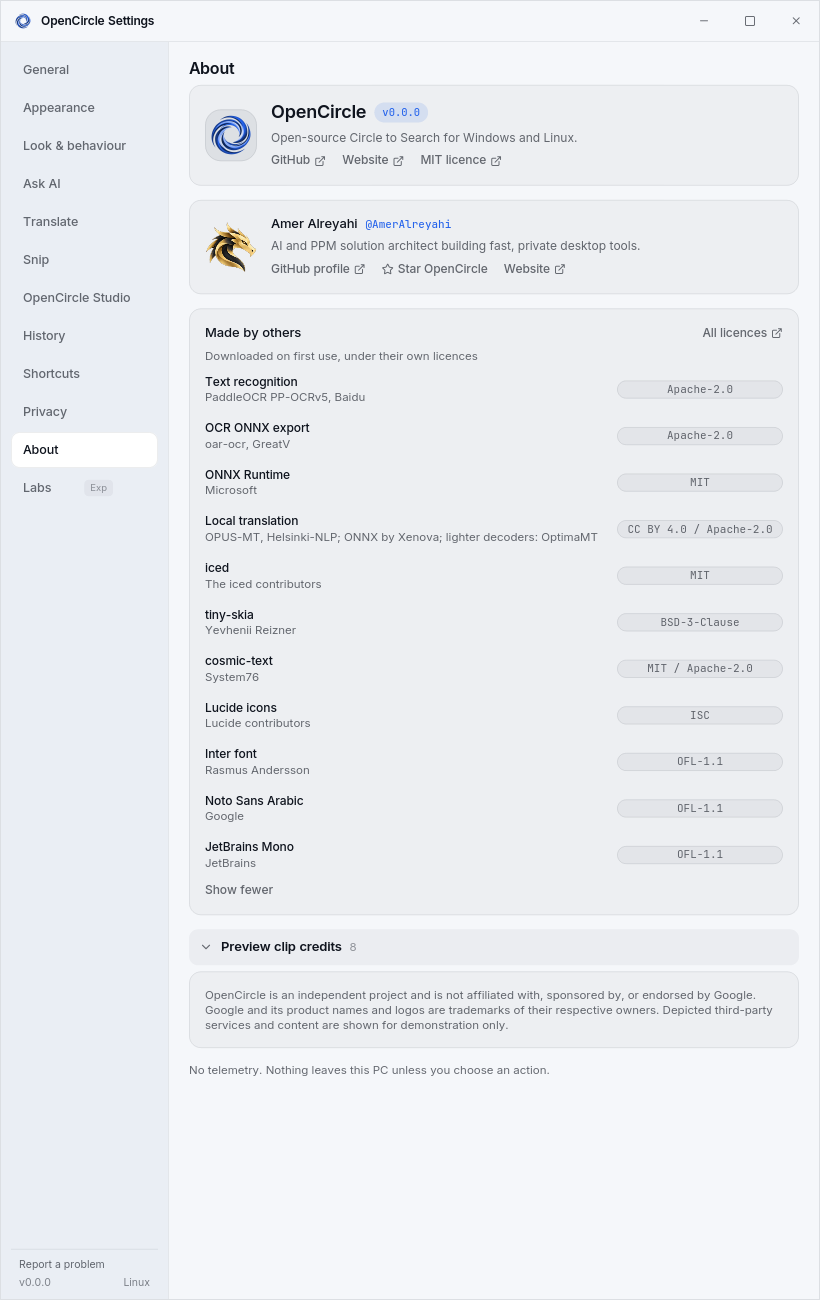 OpenCircle Settings
General
Appearance
Look & behaviour
Ask AI
Translate
Snip
OpenCircle Studio
History
Shortcuts
Privacy
About
Labs Exp
Report a problem
v0.0.0 Linux
About
OpenCircle v0.0.0
Open-source Circle to Search for Windows and Linux.
GitHub Website MIT licence
Amer Alreyahi @AmerAlreyahi
AI and PPM solution architect building fast, private desktop tools.
GitHub profile Star OpenCircle Website
Made by others All licences
Downloaded on first use, under their own licences
Text recognition
PaddleOCR PP-OCRv5, Baidu
Apache-2.0
OCR ONNX export
oar-ocr, GreatV
Apache-2.0
ONNX Runtime
Microsoft
MIT
Local translation
OPUS-MT, Helsinki-NLP; ONNX by Xenova; lighter decoders: OptimaMT
CC BY 4.0 / Apache-2.0
iced
The iced contributors
MIT
tiny-skia
Yevhenii Reizner
BSD-3-Clause
cosmic-text
System76
MIT / Apache-2.0
Lucide icons
Lucide contributors
ISC
Inter font
Rasmus Andersson
OFL-1.1
Noto Sans Arabic
Google
OFL-1.1
JetBrains Mono
JetBrains
OFL-1.1
Show fewer
Preview clip credits 8
OpenCircle is an independent project and is not affiliated with, sponsored by, or endorsed by Google.
Google and its product names and logos are trademarks of their respective owners. Depicted third-party
services and content are shown for demonstration only.
No telemetry. Nothing leaves this PC unless you choose an action.